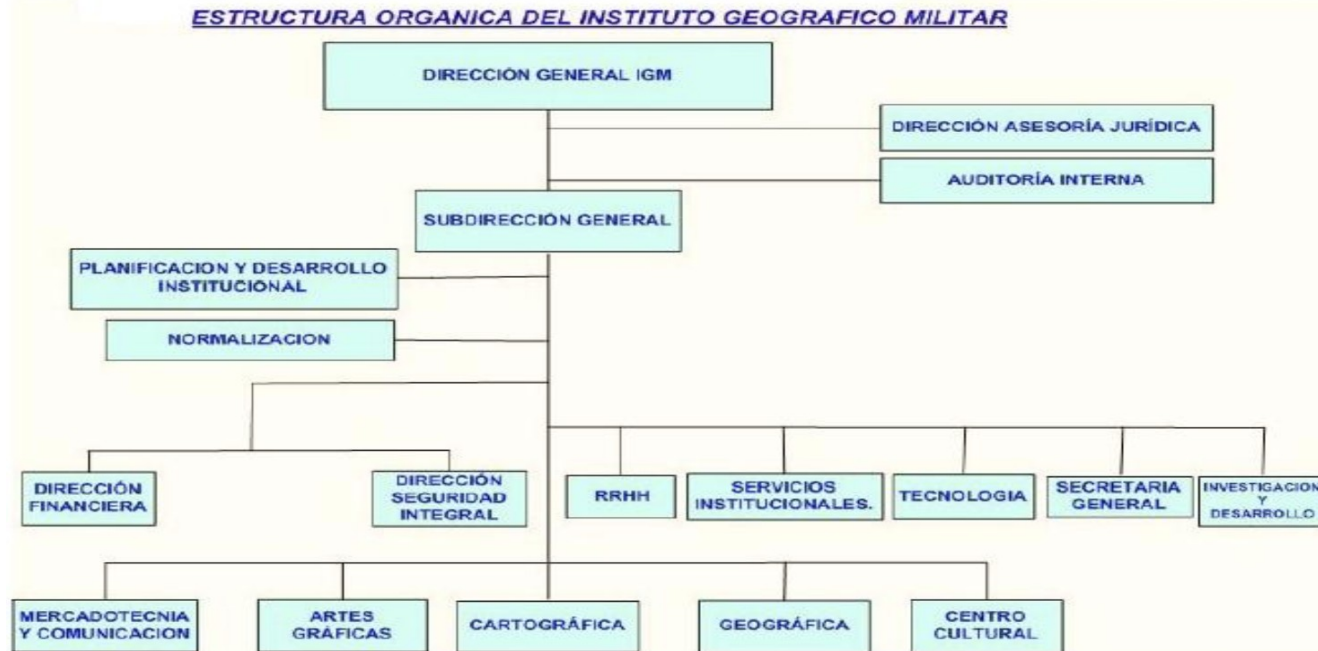 ESTRUCTURA ORGANICA DEL INSTITUTO GEOGRAFICO MILITAR
DIRECCIÓN GENERAL IGM
DIRECCIÓN ASESORÍA JURÍDICA
AUDITORÍA INTERNA
SUBDIRECCIÓN GENERAL
PLANIFICACION Y DESARROLLO
INSTITUCIONAL
NORMALIZACION
DIRECCIÓN
FINANCIERA
DIRECCIÓN
SEGURIDAD
INTEGRAL
RRHH
SERVICIOS
INSTITUCIONALES.
TECNOLOGIA
SECRETARIA
GENERAL
INVESTIGACION
Y
DESARROLLO
MERCADOTECNIA
Y COMUNICACION
ARTES
GRÁFICAS
CARTOGRÁFICA
GEOGRÁFICA
CENTRO
CULTURAL